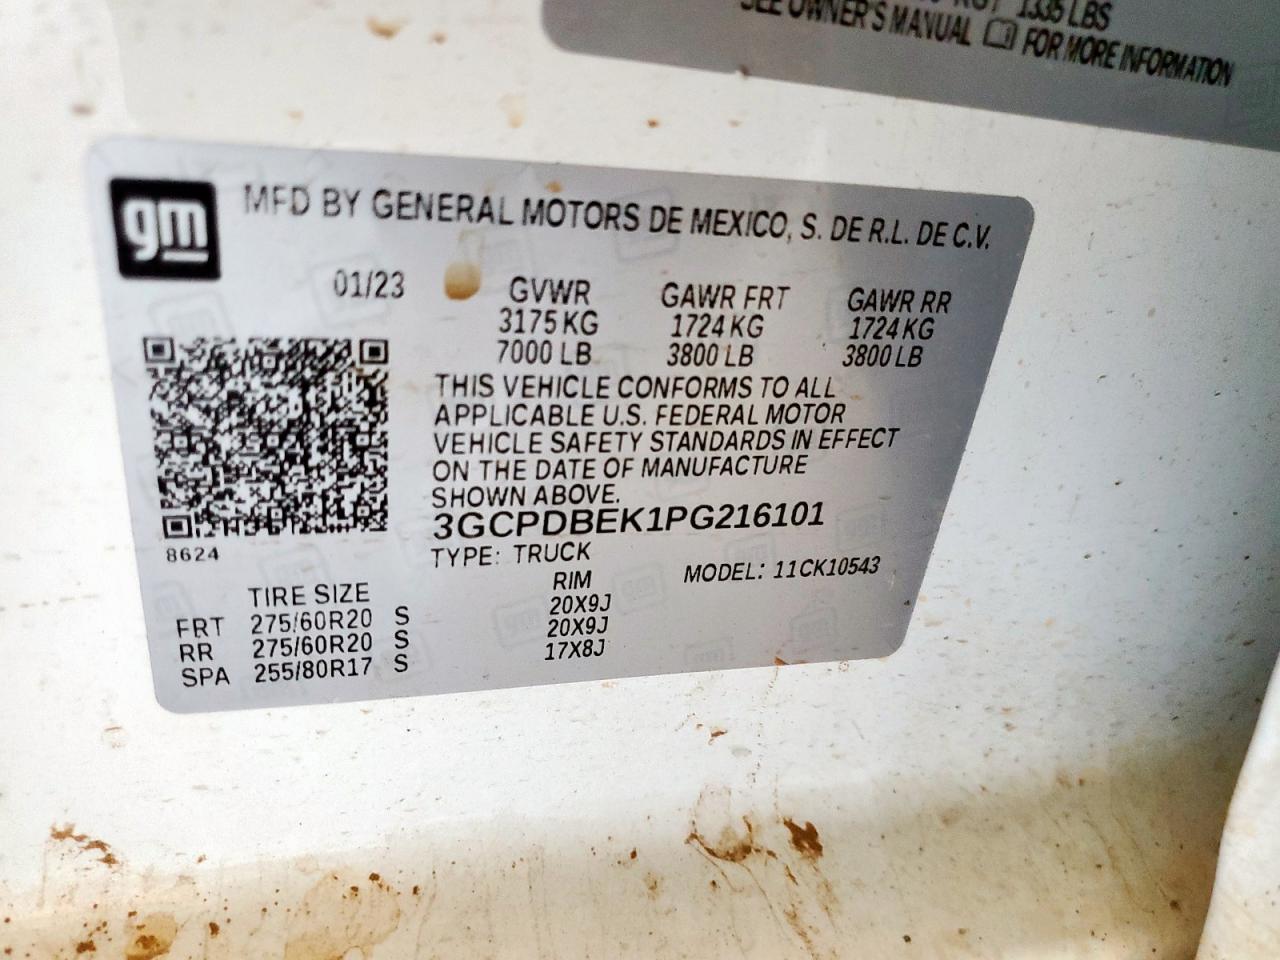 1335 LBS
SEE OWNER'S MANUAL FOR MORE INFORMATION
gm
MFD BY GENERAL MOTORS DE MEXICO, S. DE R.L. DE C.V.
01/23 GVWR GAWR FRT GAWR RR
3175 KG 1724 KG 1724 KG
7000 LB 3800 LB 3800 LB
THIS VEHICLE CONFORMS TO ALL
APPLICABLE U.S. FEDERAL MOTOR
VEHICLE SAFETY STANDARDS IN EFFECT
ON THE DATE OF MANUFACTURE
SHOWN ABOVE.
3GCPDBEK1PG216101
8624
TYPE: TRUCK MODEL: 11CK10543
TIRE SIZE RIM
FRT 275/60R20 S 20X9J
RR 275/60R20 S 20X9J
SPA 255/80R17 S 17X8J